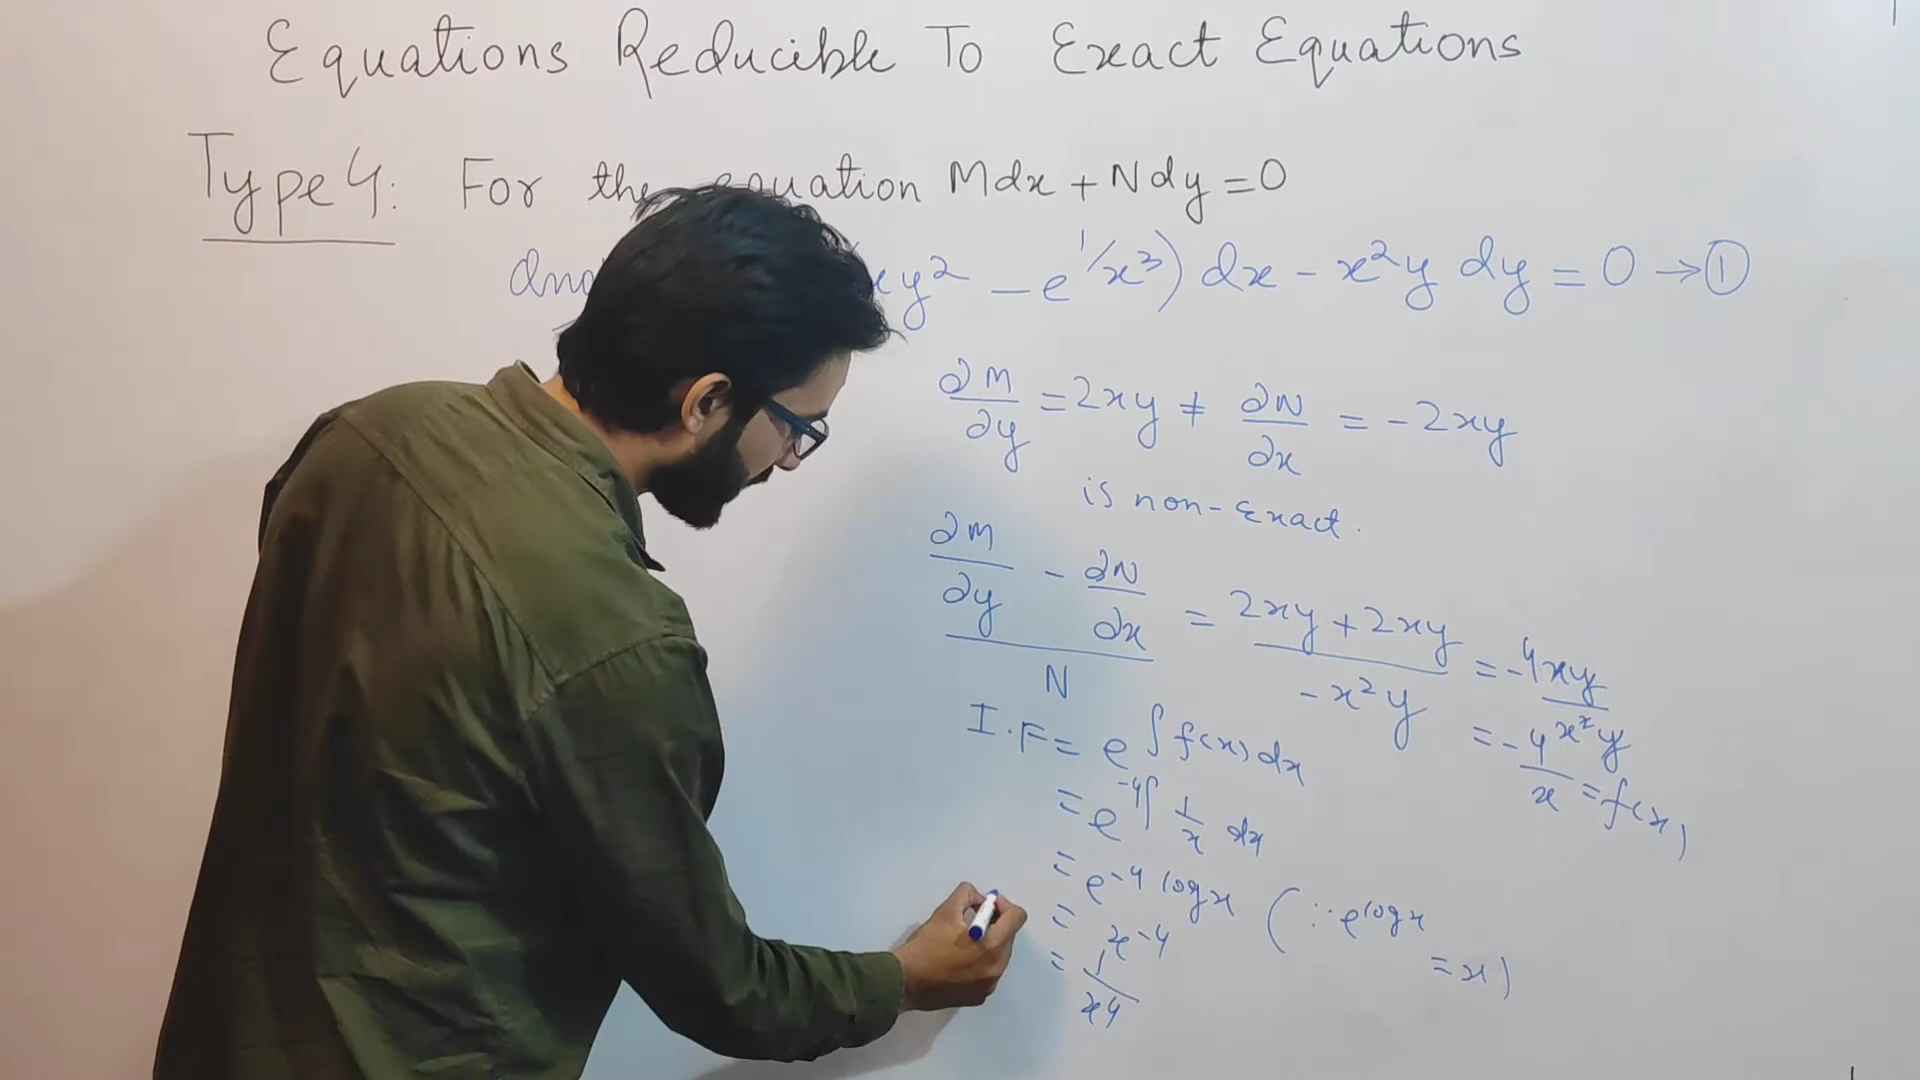 Equations Reducible To Exact Equations
Type 4: For the equation Mdx + Ndy = 0
y² - e^(1/x³)) dx - x²y dy = 0 → ①
∂M/∂y = 2xy ≠ ∂N/∂x = -2xy
is non-Exact.
(∂M/∂y - ∂N/∂x)/N = (2xy + 2xy)/(-x²y) = -4xy/x²y
= -4/x = f(x)
I.F = e^(∫f(x)dx)
= e^(-4∫ 1/x dx)
= e^(-4 log x) (∵ e^(log x)
= x)
= x^-4
= 1/x4